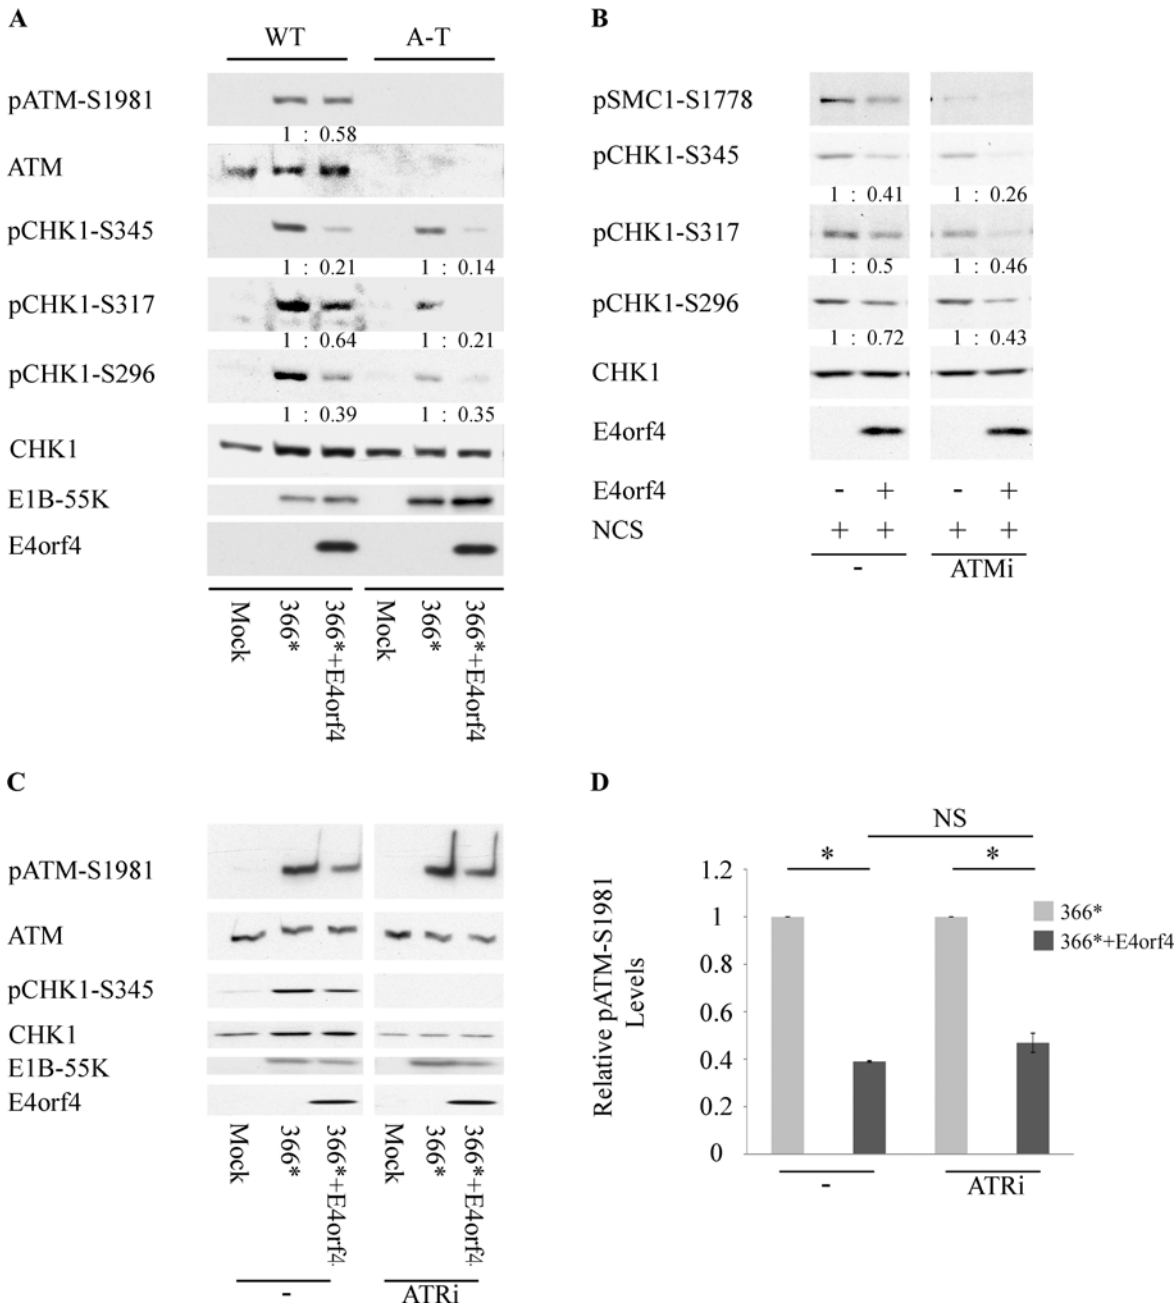 A
WT A-T
pATM-S1981
1 : 0.58
ATM
pCHK1-S345
1 : 0.21 1 : 0.14
pCHK1-S317
1 : 0.64 1 : 0.21
pCHK1-S296
1 : 0.39 1 : 0.35
CHK1
E1B-55K
E4orf4
Mock 366* 366*+E4orf4 Mock 366* 366*+E4orf4
B
pSMC1-S1778
pCHK1-S345
1 : 0.41 1 : 0.26
pCHK1-S317
1 : 0.5 1 : 0.46
pCHK1-S296
1 : 0.72 1 : 0.43
CHK1
E4orf4
E4orf4 - + - +
NCS + + + +
- ATMi
C
pATM-S1981
ATM
pCHK1-S345
CHK1
E1B-55K
E4orf4
Mock 366* 366*+E4orf4 Mock 366* 366*+E4orf4
- ATRi
D
NS
* *
Relative pATM-S1981
Levels
1.2
1
0.8
0.6
0.4
0.2
0
366*
366*+E4orf4
- ATRi